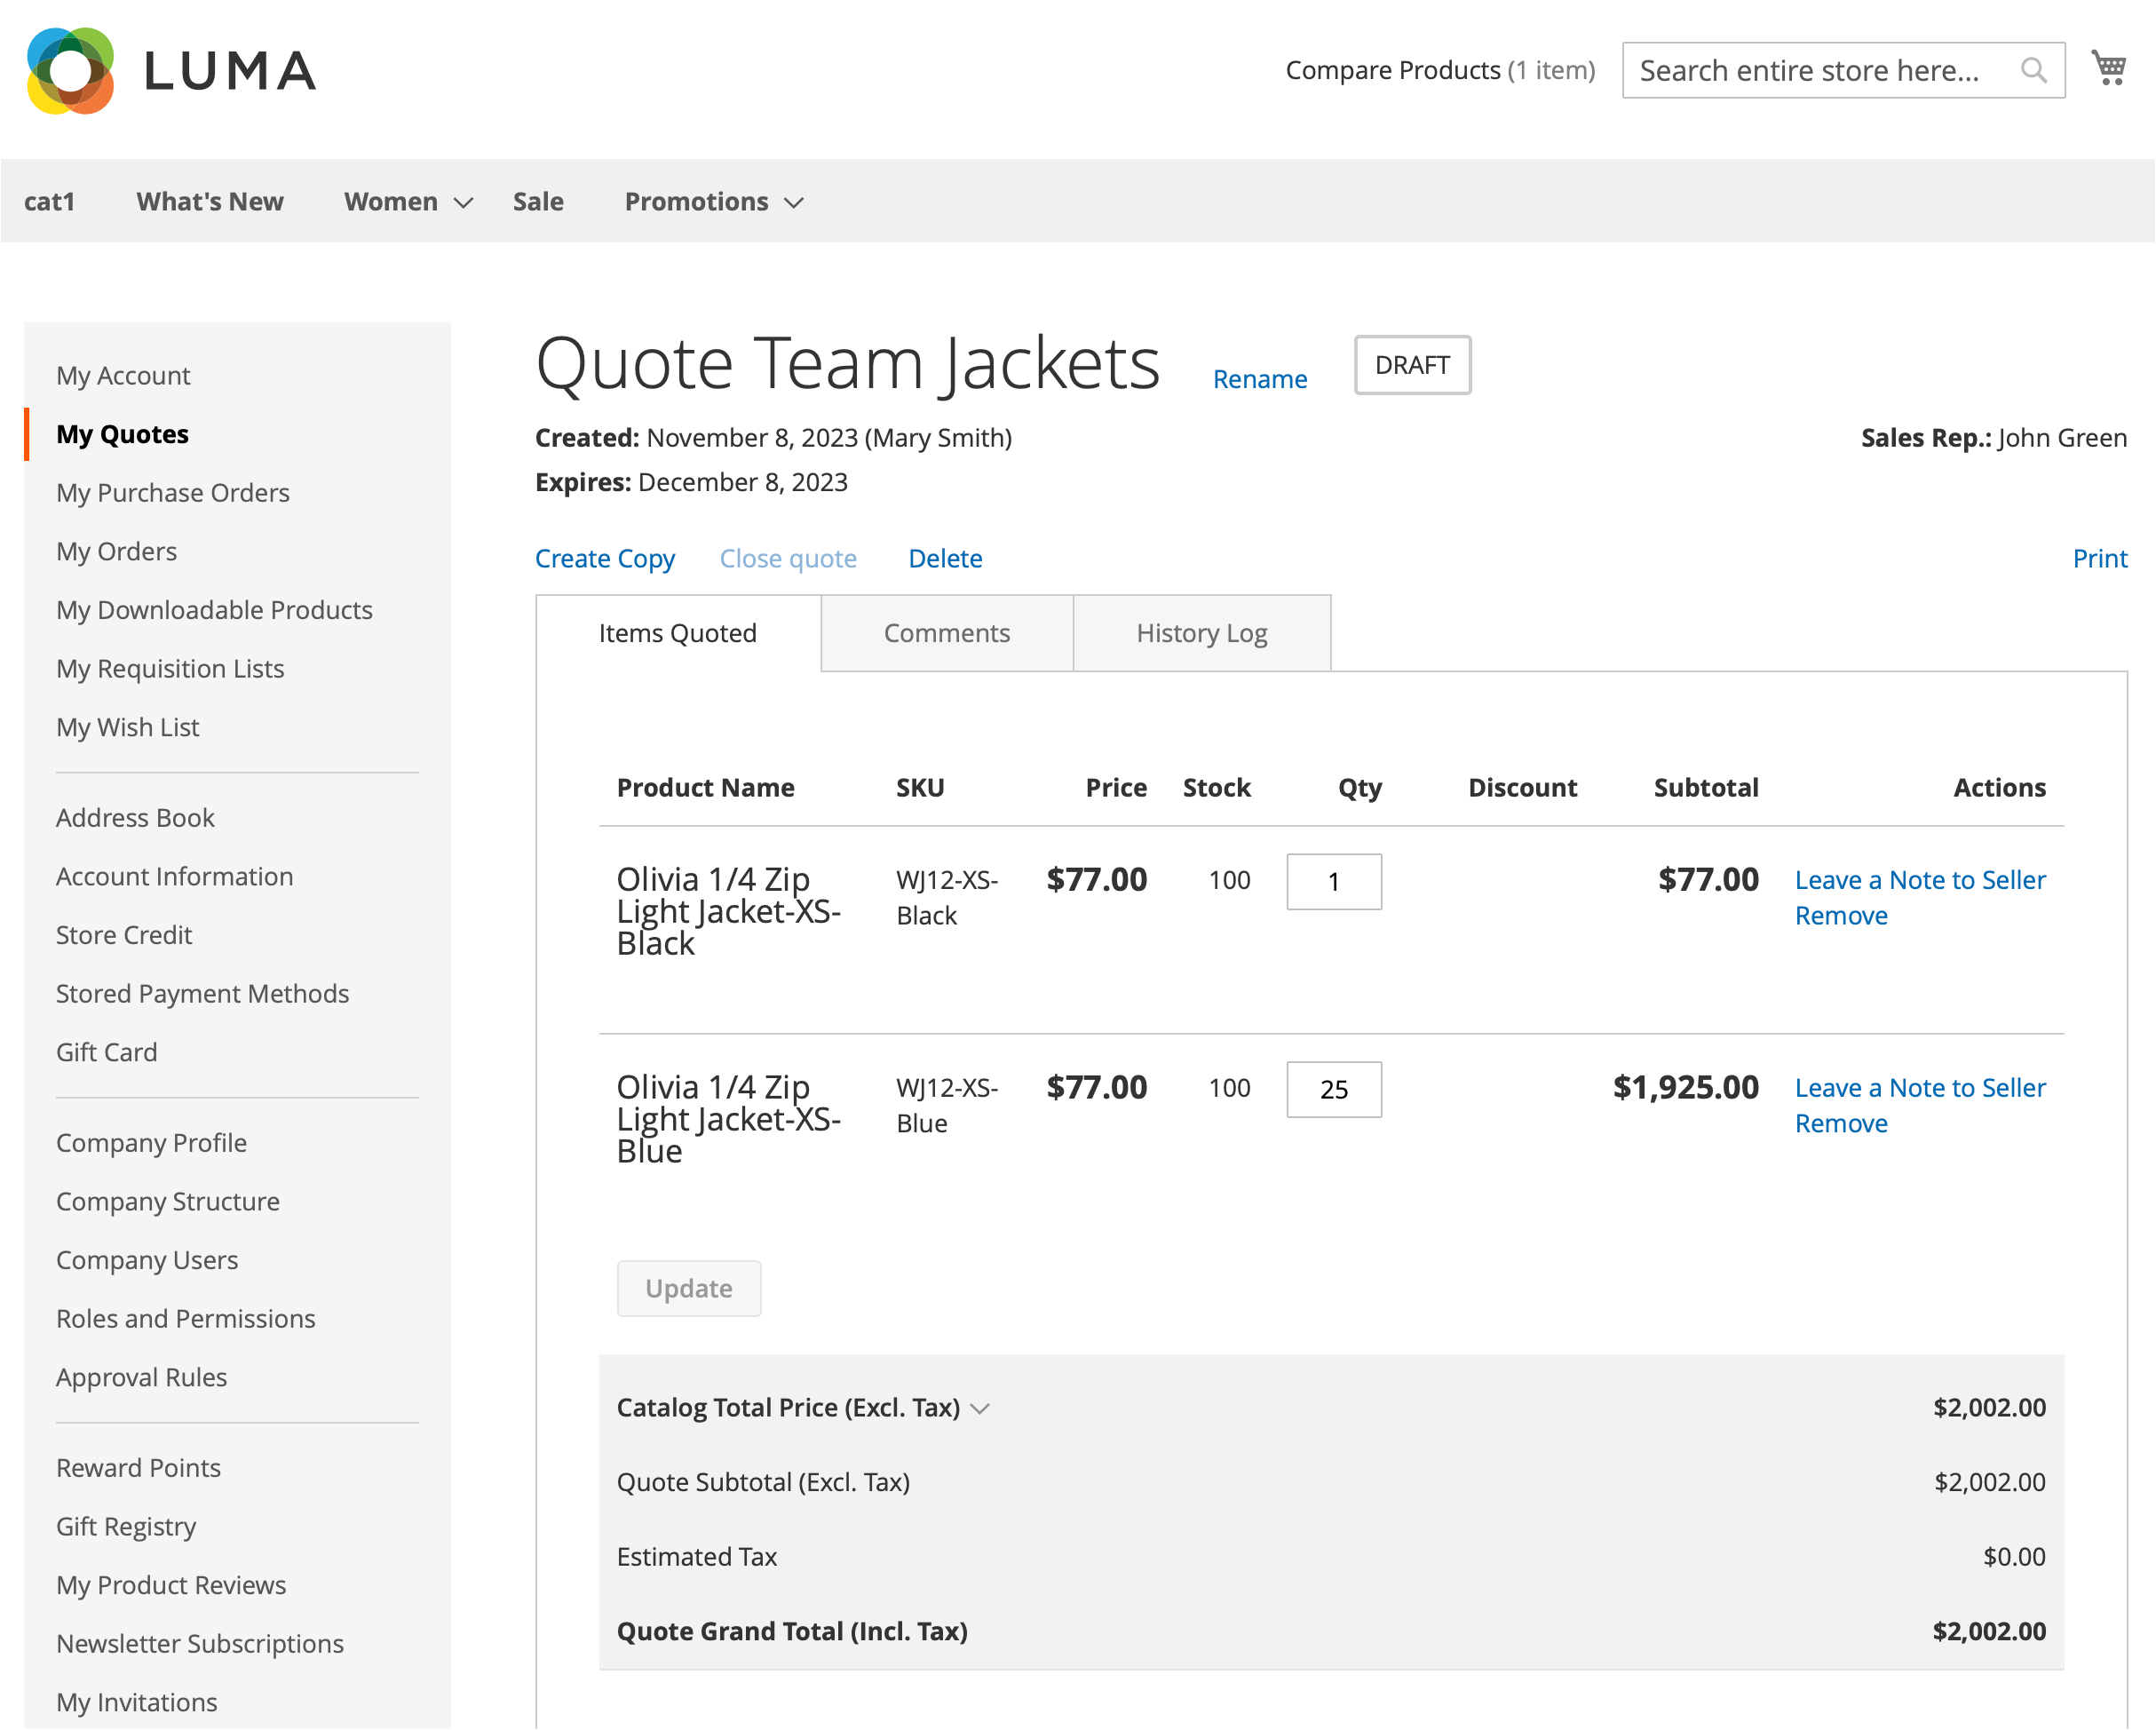 LUMA
Compare Products (1 item)
Search entire store here...
cat1 What's New Women Sale Promotions
My Account
My Quotes
My Purchase Orders
My Orders
My Downloadable Products
My Requisition Lists
My Wish List
Address Book
Account Information
Store Credit
Stored Payment Methods
Gift Card
Company Profile
Company Structure
Company Users
Roles and Permissions
Approval Rules
Reward Points
Gift Registry
My Product Reviews
Newsletter Subscriptions
My Invitations
Quote Team Jackets Rename DRAFT
Created: November 8, 2023 (Mary Smith) Sales Rep.: John Green
Expires: December 8, 2023
Create Copy Close quote Delete Print
Items Quoted Comments History Log
Product Name SKU Price Stock Qty Discount Subtotal Actions
Olivia 1/4 Zip WJ12-XS- $77.00 100 1 $77.00 Leave a Note to Seller
Light Jacket-XS- Black Remove
Black
Olivia 1/4 Zip WJ12-XS- $77.00 100 25 $1,925.00 Leave a Note to Seller
Light Jacket-XS- Blue Remove
Blue
Update
Catalog Total Price (Excl. Tax) $2,002.00
Quote Subtotal (Excl. Tax) $2,002.00
Estimated Tax $0.00
Quote Grand Total (Incl. Tax) $2,002.00